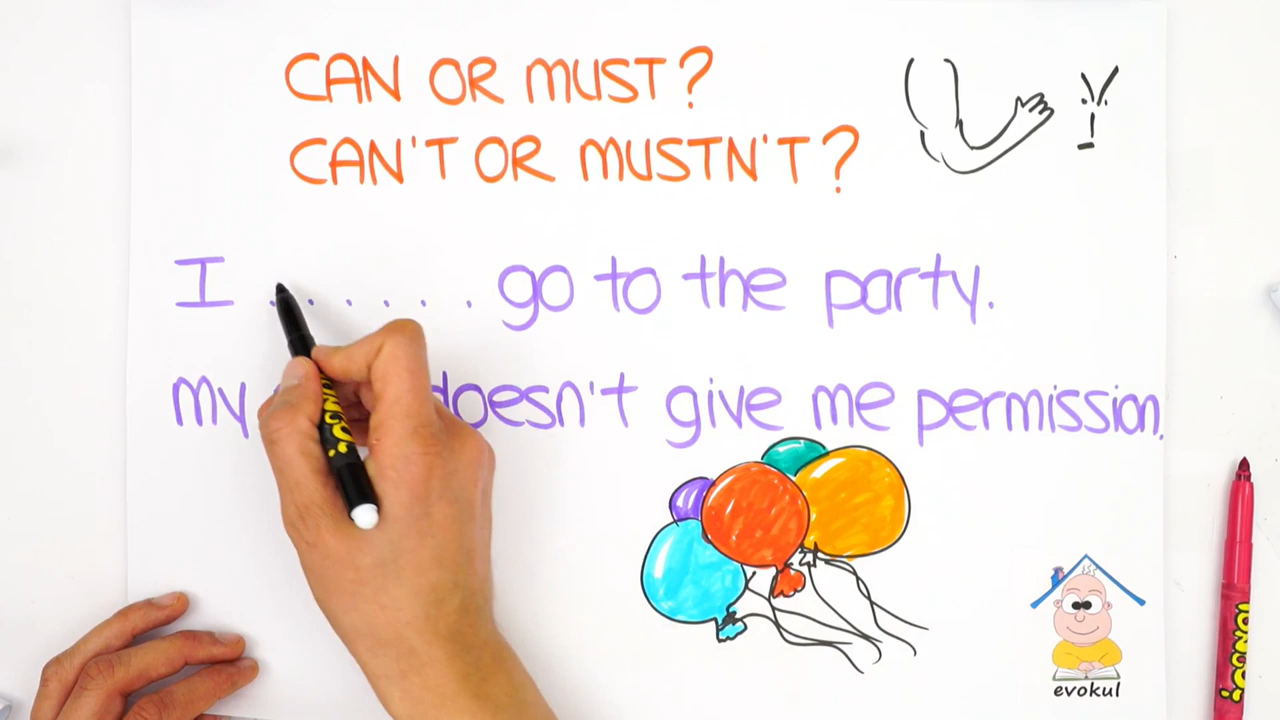 CAN OR MUST?
CAN'T OR MUSTN'T?
I ...... go to the party.
my doesn't give me permission.
evokul